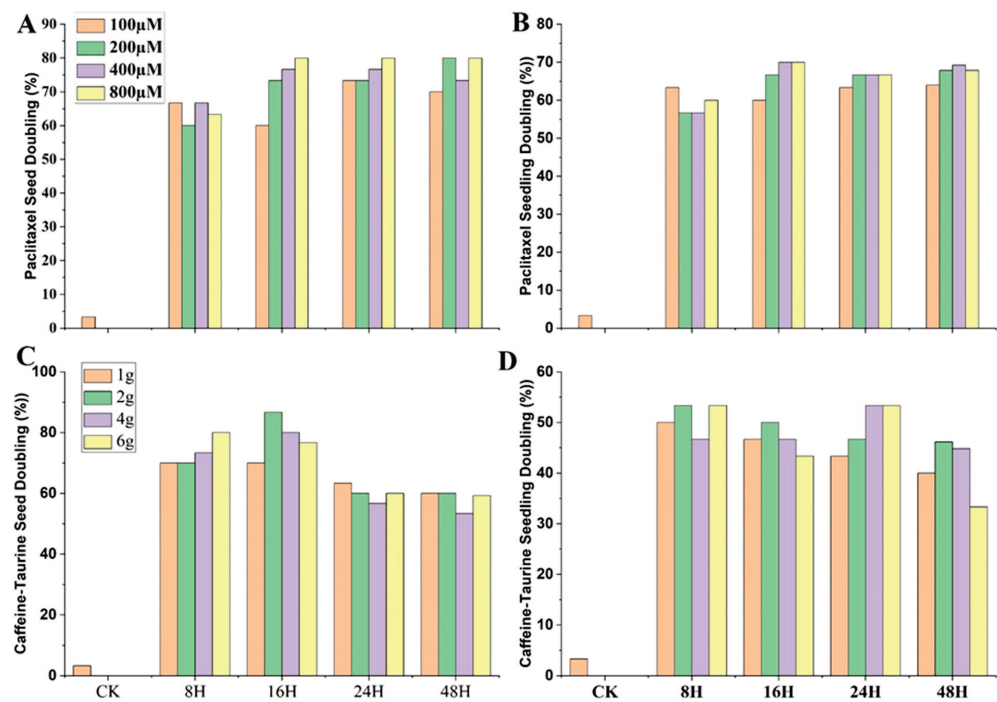 A
100μM
200μM
400μM
800μM
Paclitaxel Seed Doubling (%)
90
80
70
60
50
40
30
20
10
0
B
Paclitaxel Seedling Doubling (%)
80
70
60
50
40
30
20
10
0
C
1g
2g
4g
6g
Caffeine-Taurine Seed Doubling (%))
100
80
60
40
20
0
CK 8H 16H 24H 48H
D
Caffeine-Taurine Seedling Doubling (%))
60
50
40
30
20
10
0
CK 8H 16H 24H 48H